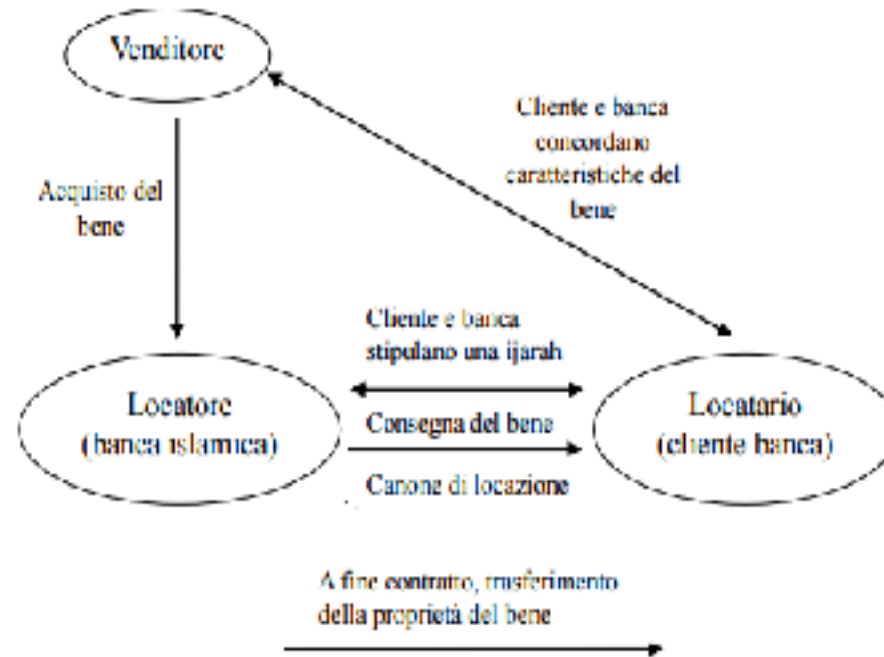 Venditore
Cliente e banca
concordano
caratteristiche del
bene
Acquisto del
bene
Cliente e banca
stipulano una ijarah
Locatore
(banca islamica)
Consegna del bene
Canone di locazione
Locatario
(cliente banca)
A fine contratto, trasferimento
della proprietà del bene